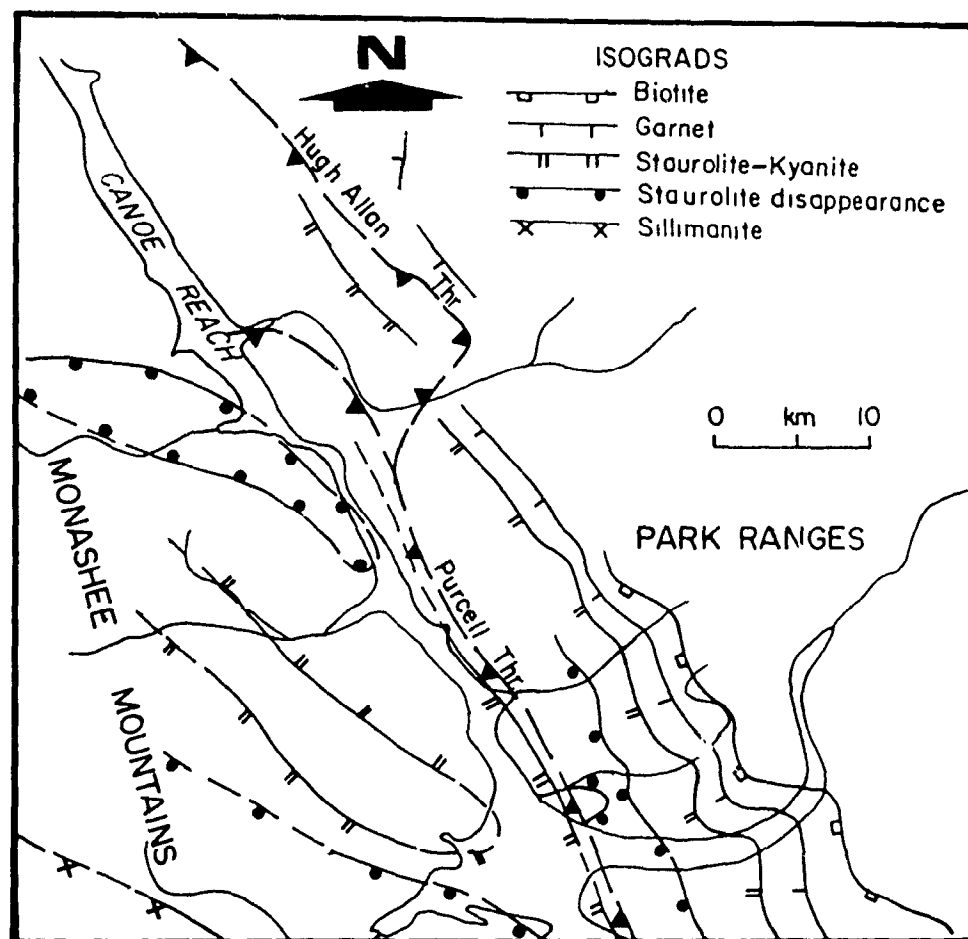 N
ISOGRADS
Biotite
Garnet
Staurolite-Kyanite
Staurolite disappearance
Sillimanite
Hugh Allan
Thr
CANOE
REACH
0 km 10
MONASHEE
PARK RANGES
Purcell
Thr
MOUNTAINS